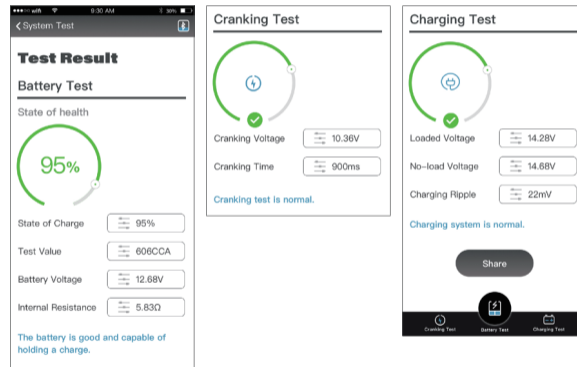 wifi 9:30 AM 30%
System Test
Test Result
Battery Test
State of health
95%
State of Charge 95%
Test Value 606CCA
Battery Voltage 12.68V
Internal Resistance 5.83Ω
The battery is good and capable of
holding a charge.
Cranking Test
Cranking Voltage 10.36V
Cranking Time 900ms
Cranking test is normal.
Charging Test
Loaded Voltage 14.28V
No-load Voltage 14.68V
Charging Ripple 22mV
Charging system is normal.
Share
Cranking Test Battery Test Charging Test